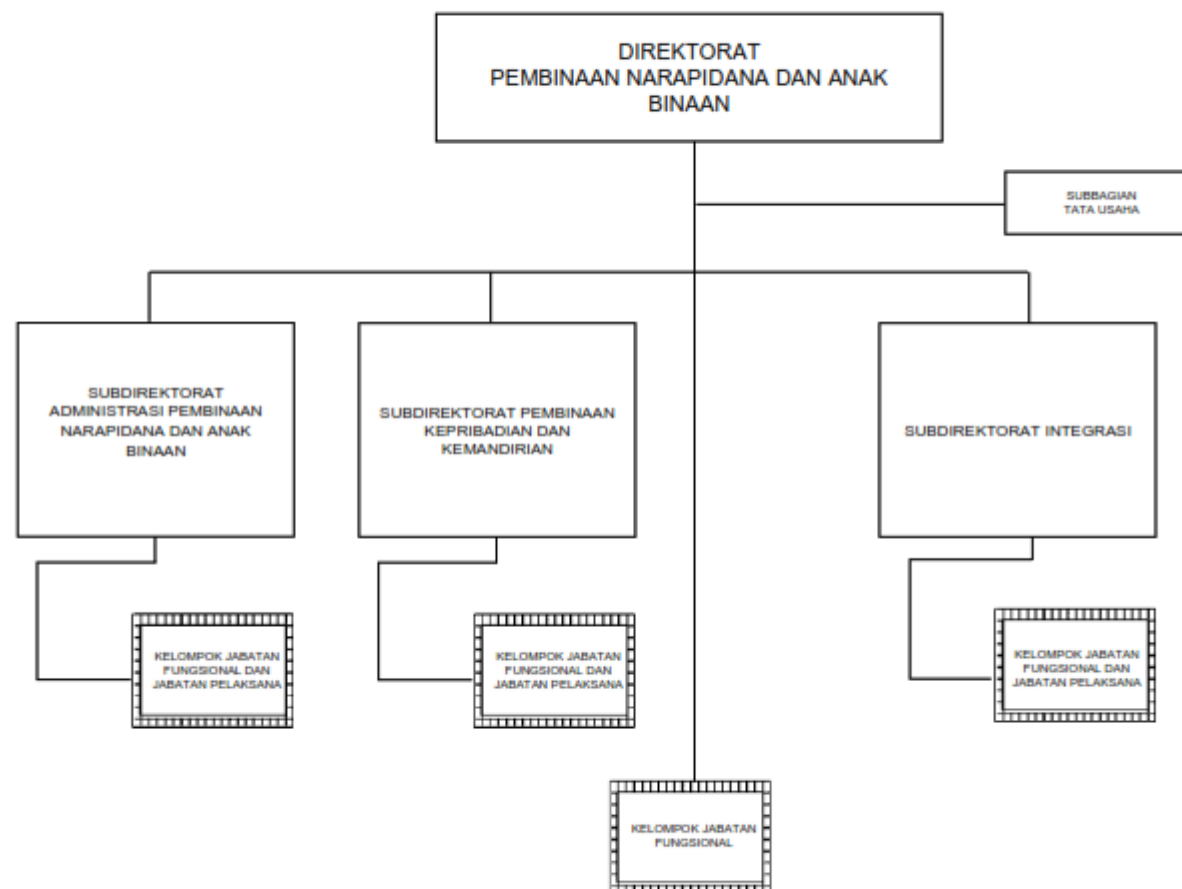 DIREKTORAT
PEMBINAAN NARAPIDANA DAN ANAK
BINAAN
SUBBAGIAN
TATA USAHA
SUBDIREKTORAT
ADMINISTRASI PEMBINAAN
NARAPIDANA DAN ANAK
BINAAN
SUBDIREKTORAT PEMBINAAN
KEPRIBADIAN DAN
KEMANDIRIAN
SUBDIREKTORAT INTEGRASI
KELOMPOK JABATAN
FUNGSIONAL DAN
JABATAN PELAKSANA
KELOMPOK JABATAN
FUNGSIONAL DAN
JABATAN PELAKSANA
KELOMPOK JABATAN
FUNGSIONAL DAN
JABATAN PELAKSANA
KELOMPOK JABATAN
FUNGSIONAL